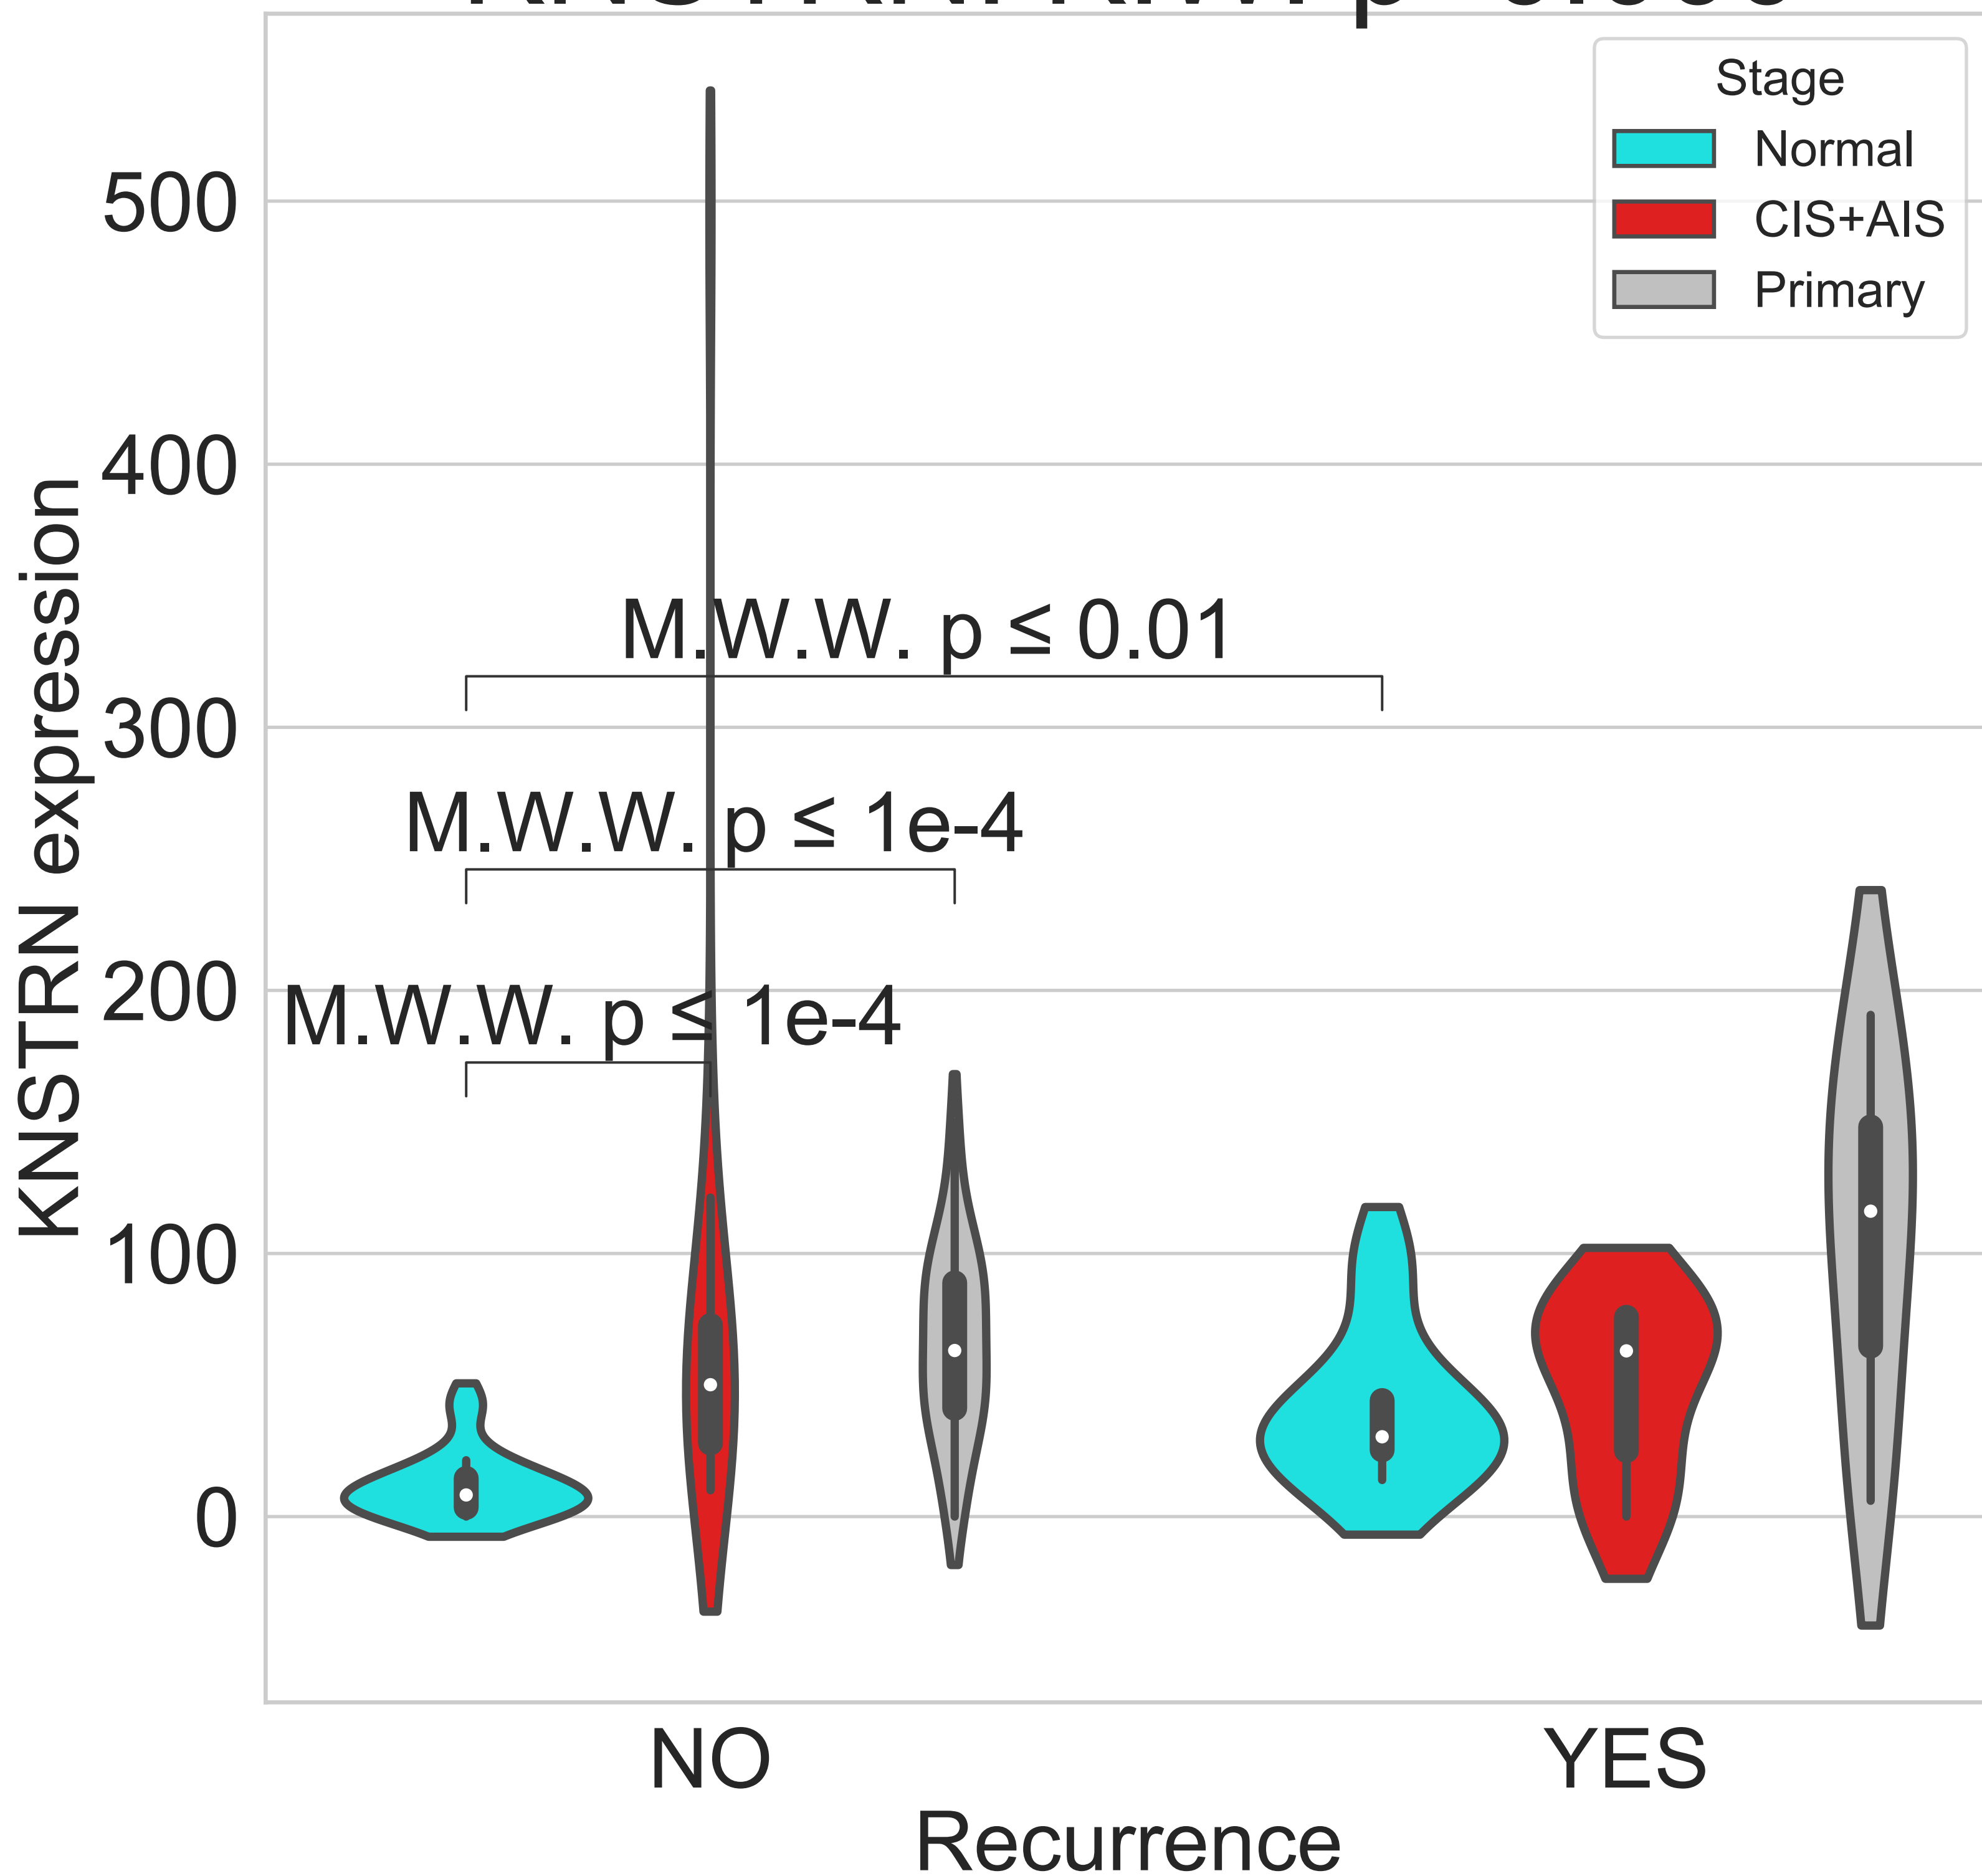 Stage
Normal
CIS+AIS
Primary
500
400
300
200
100
0
KNSTRN expression
M.W.W. p ≤ 0.01
M.W.W. p ≤ 1e-4
M.W.W. p ≤ 1e-4
NO
YES
Recurrence